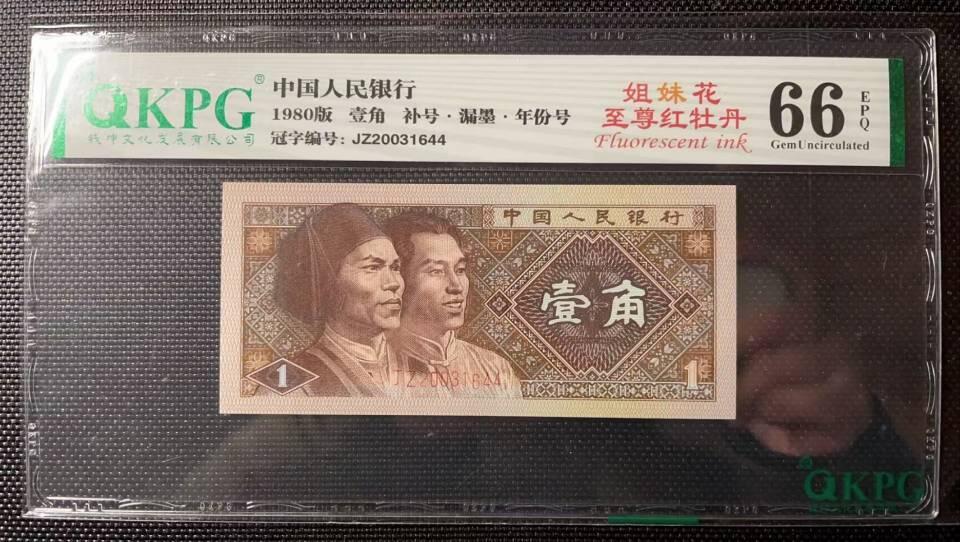 QKPG®
钱坤文化发展有限公司
中国人民银行
1980版 壹角 补号·漏墨·年份号
冠字编号: JZ20031644
姐妹花
至尊红牡丹
Fluorescent ink
66
EPQ
Gem Uncirculated
中国人民银行
壹角
1
JZ20031644
1
QKPG